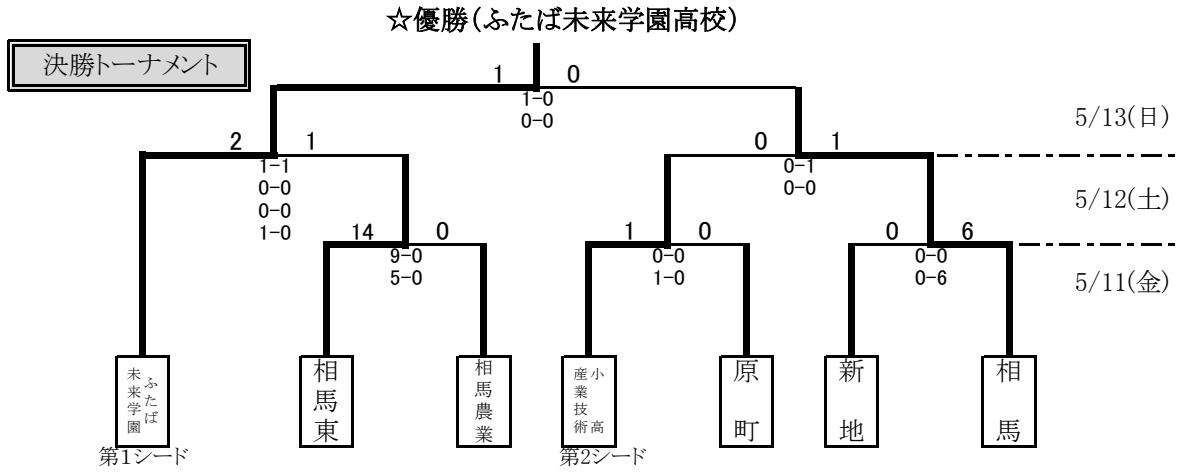 ☆優勝(ふたば未来学園高校)
決勝トーナメント
1 0
1-0
0-0
5/13(日)
2 1
1-1
0-0
0-0
1-0
0 1
0-1
0-0
5/12(土)
14 0
9-0
5-0
1 0
0-0
1-0
0 6
0-0
0-6
5/11(金)
ふたば
未来学園
相馬東
相馬農業
小高
産業技術
原町
新地
相馬
第1シード
第2シード